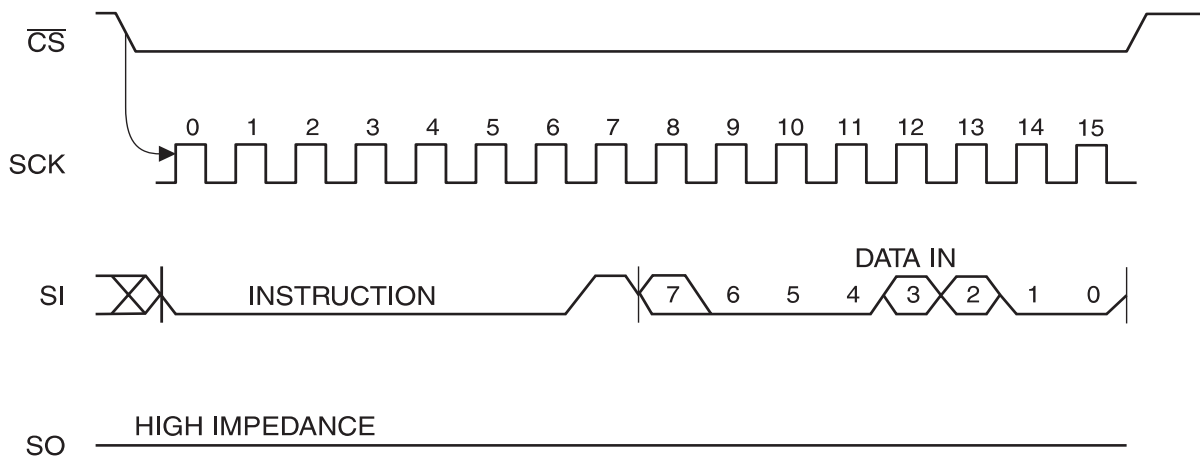 CS
0 1 2 3 4 5 6 7 8 9 10 11 12 13 14 15
SCK
DATA IN
SI INSTRUCTION 7 6 5 4 3 2 1 0
HIGH IMPEDANCE
SO